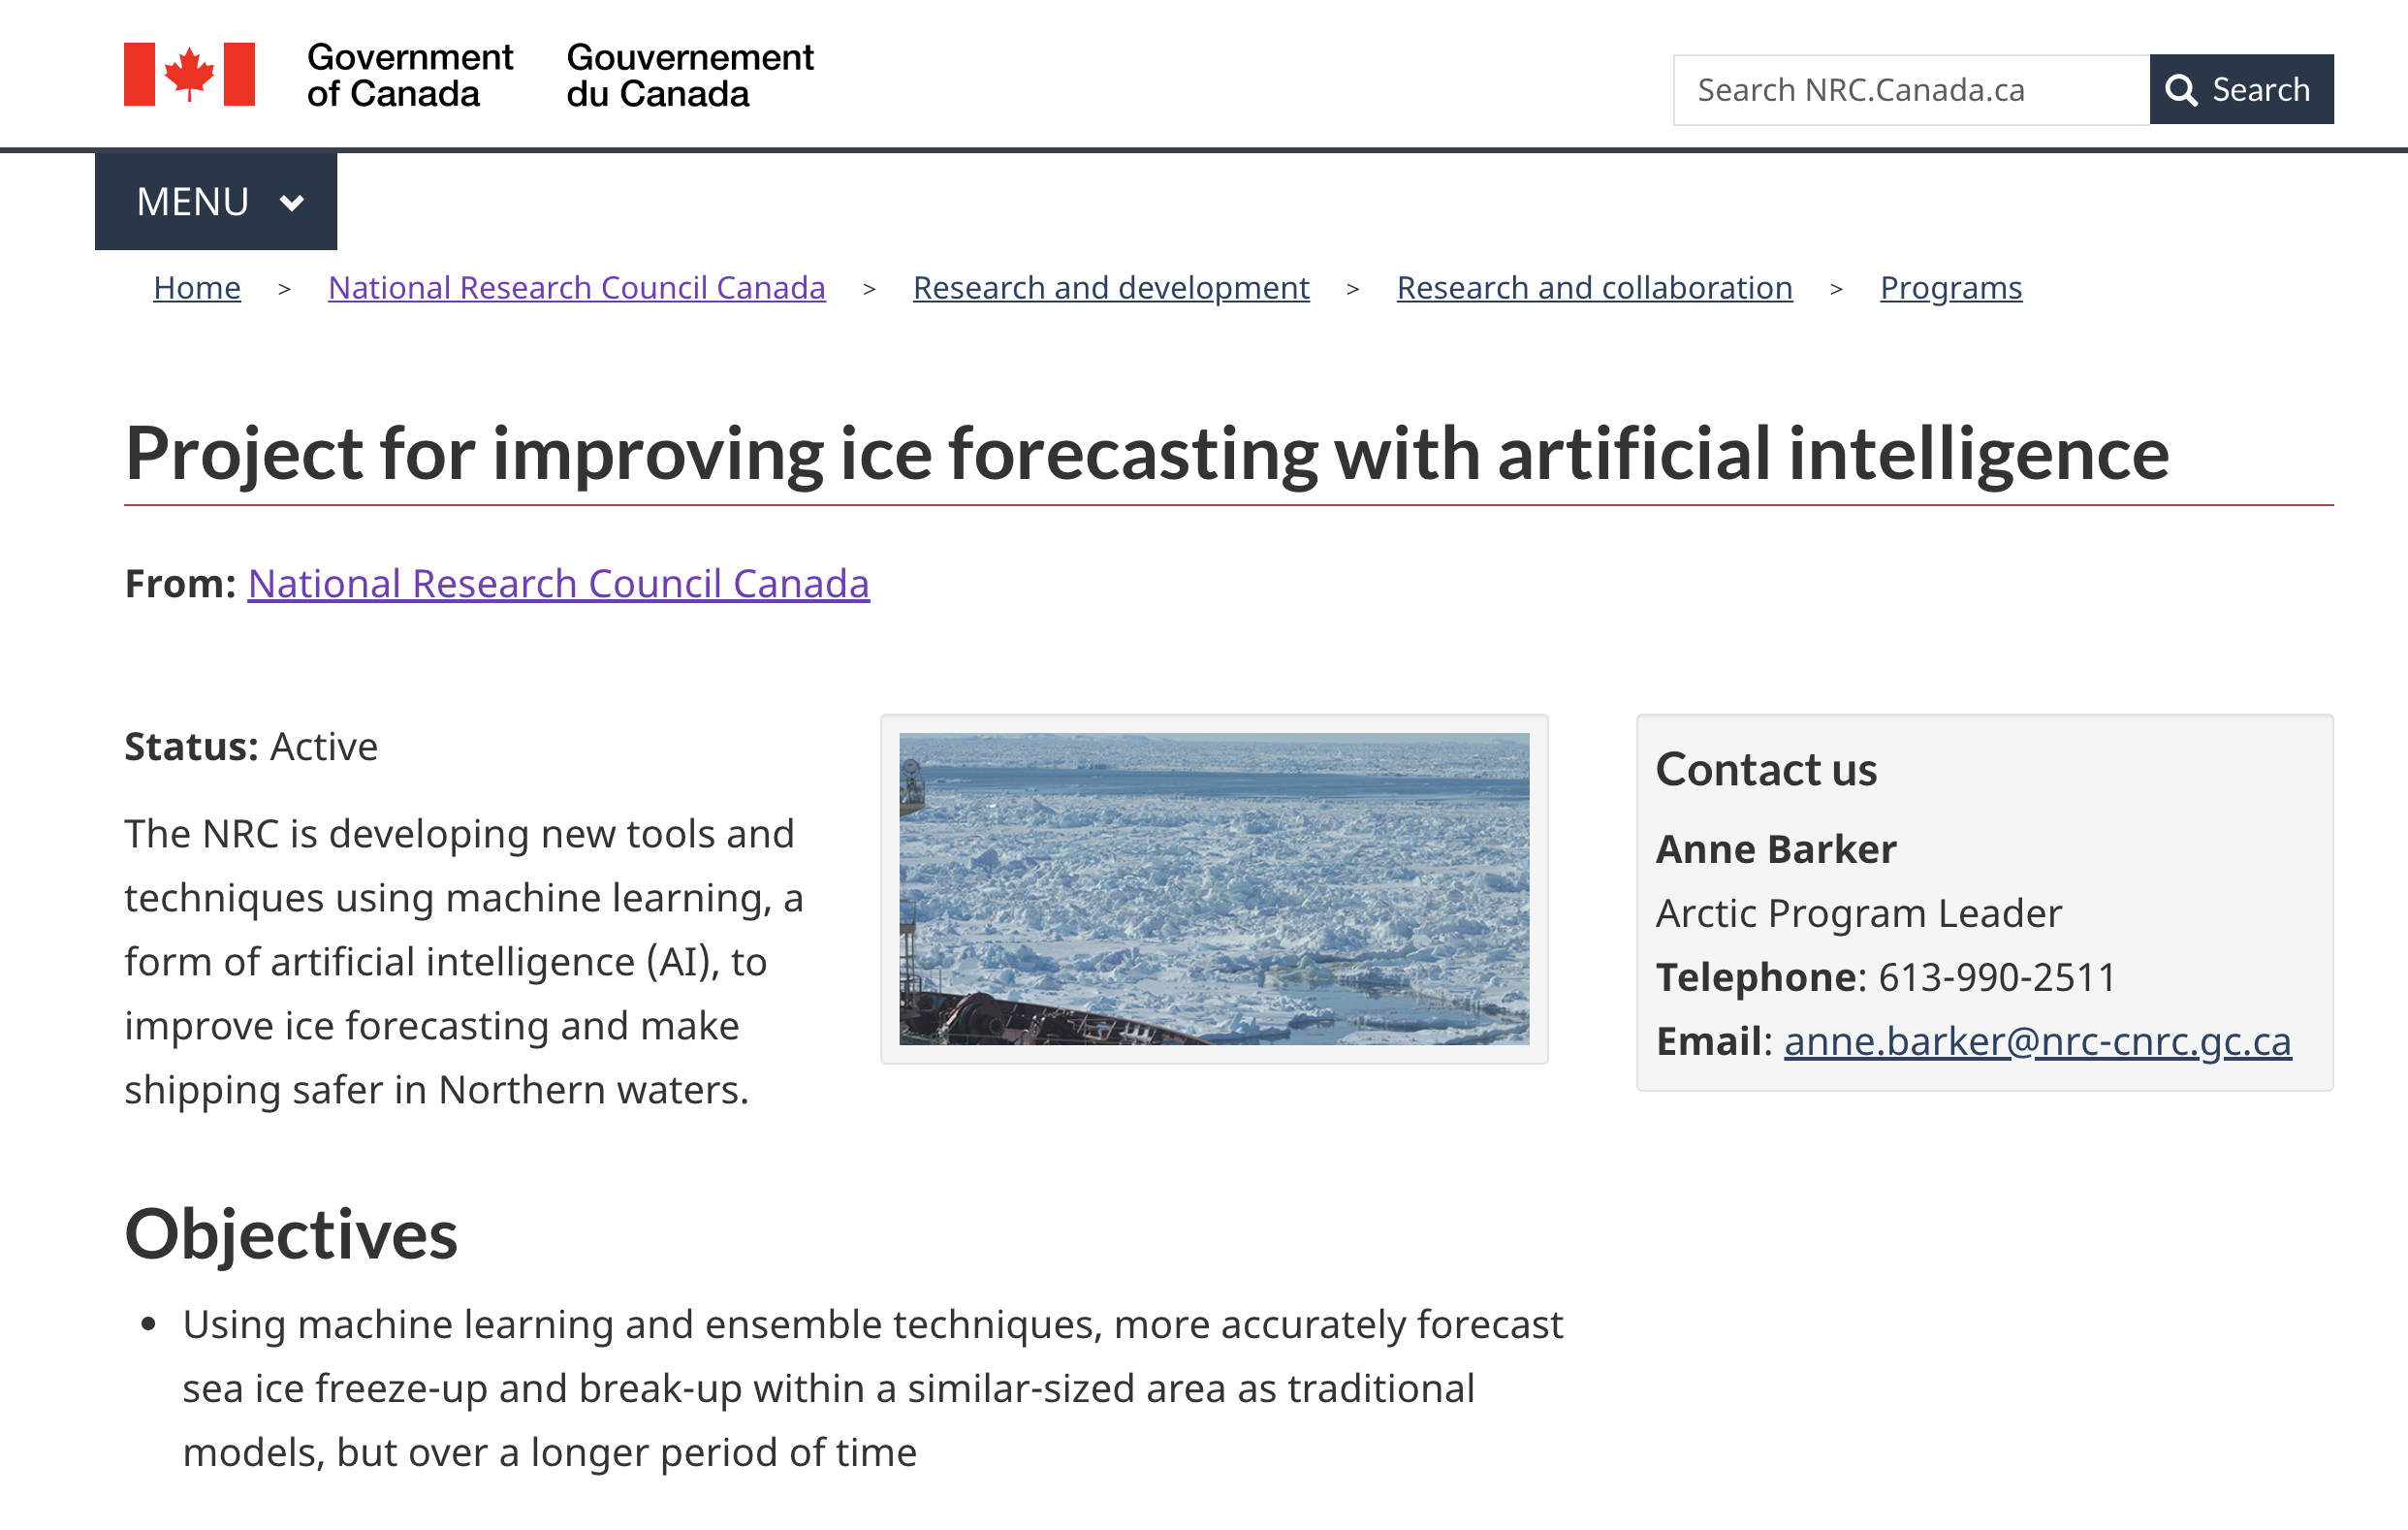 Government
of Canada
Gouvernement
du Canada
Search NRC.Canada.ca
Search
MENU
Home > National Research Council Canada > Research and development > Research and collaboration > Programs
Project for improving ice forecasting with artificial intelligence
From: National Research Council Canada
Status: Active
The NRC is developing new tools and
techniques using machine learning, a
form of artificial intelligence (AI), to
improve ice forecasting and make
shipping safer in Northern waters.
Contact us
Anne Barker
Arctic Program Leader
Telephone: 613-990-2511
Email: anne.barker@nrc-cnrc.gc.ca
Objectives
• Using machine learning and ensemble techniques, more accurately forecast
sea ice freeze-up and break-up within a similar-sized area as traditional
models, but over a longer period of time